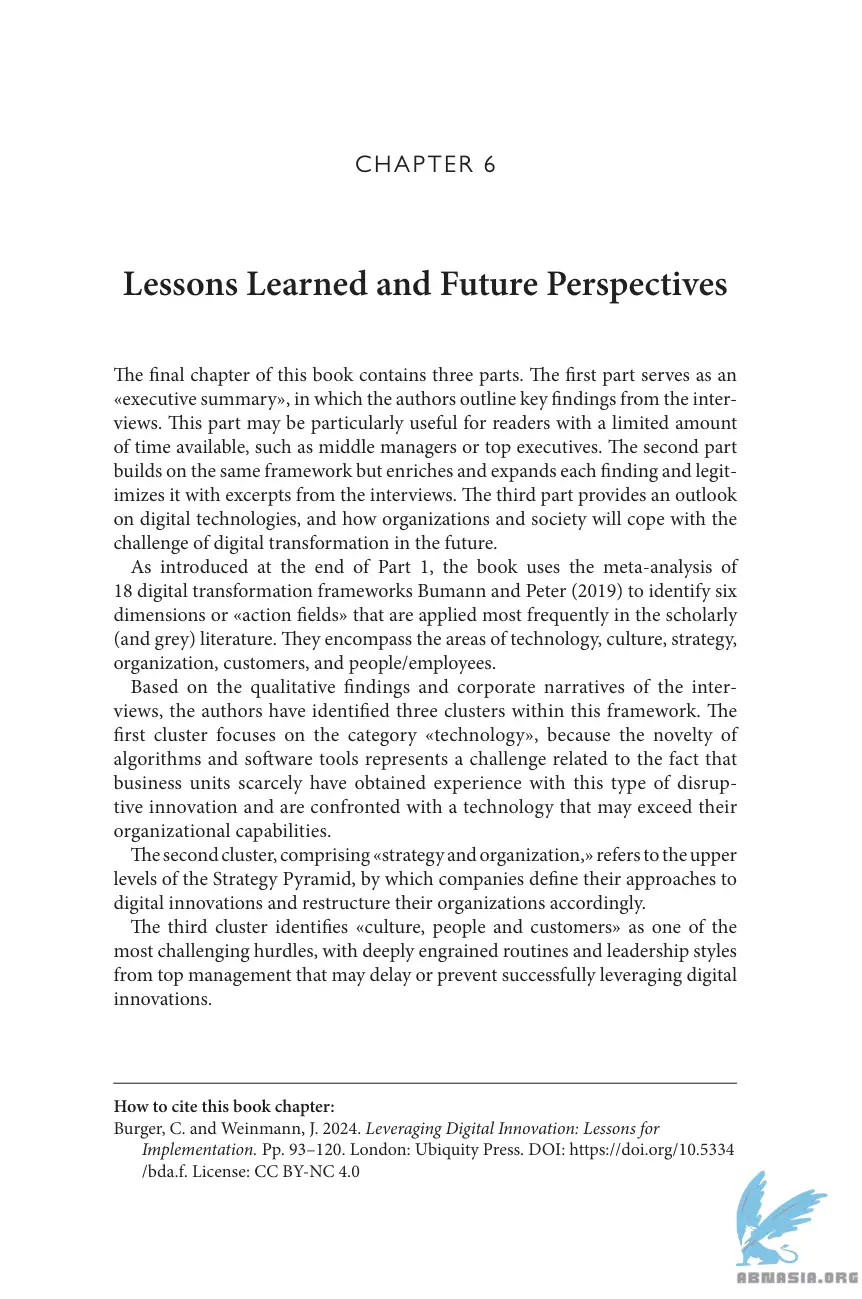 CHAPTER 6
Lessons Learned and Future Perspectives
The final chapter of this book contains three parts. The first part serves as an
«executive summary», in which the authors outline key findings from the inter-
views. This part may be particularly useful for readers with a limited amount
of time available, such as middle managers or top executives. The second part
builds on the same framework but enriches and expands each finding and legit-
imizes it with excerpts from the interviews. The third part provides an outlook
on digital technologies, and how organizations and society will cope with the
challenge of digital transformation in the future.
As introduced at the end of Part 1, the book uses the meta-analysis of
18 digital transformation frameworks Bumann and Peter (2019) to identify six
dimensions or «action fields» that are applied most frequently in the scholarly
(and grey) literature. They encompass the areas of technology, culture, strategy,
organization, customers, and people/employees.
Based on the qualitative findings and corporate narratives of the inter-
views, the authors have identified three clusters within this framework. The
first cluster focuses on the category «technology», because the novelty of
algorithms and software tools represents a challenge related to the fact that
business units scarcely have obtained experience with this type of disrup-
tive innovation and are confronted with a technology that may exceed their
organizational capabilities.
The second cluster, comprising «strategy and organization,» refers to the upper
levels of the Strategy Pyramid, by which companies define their approaches to
digital innovations and restructure their organizations accordingly.
The third cluster identifies «culture, people and customers» as one of the
most challenging hurdles, with deeply engrained routines and leadership styles
from top management that may delay or prevent successfully leveraging digital
innovations.
How to cite this book chapter:
Burger, C. and Weinmann, J. 2024. Leveraging Digital Innovation: Lessons for
Implementation. Pp. 93–120. London: Ubiquity Press. DOI: https://doi.org/10.5334
/bda.f. License: CC BY-NC 4.0
ABNASIA.ORG